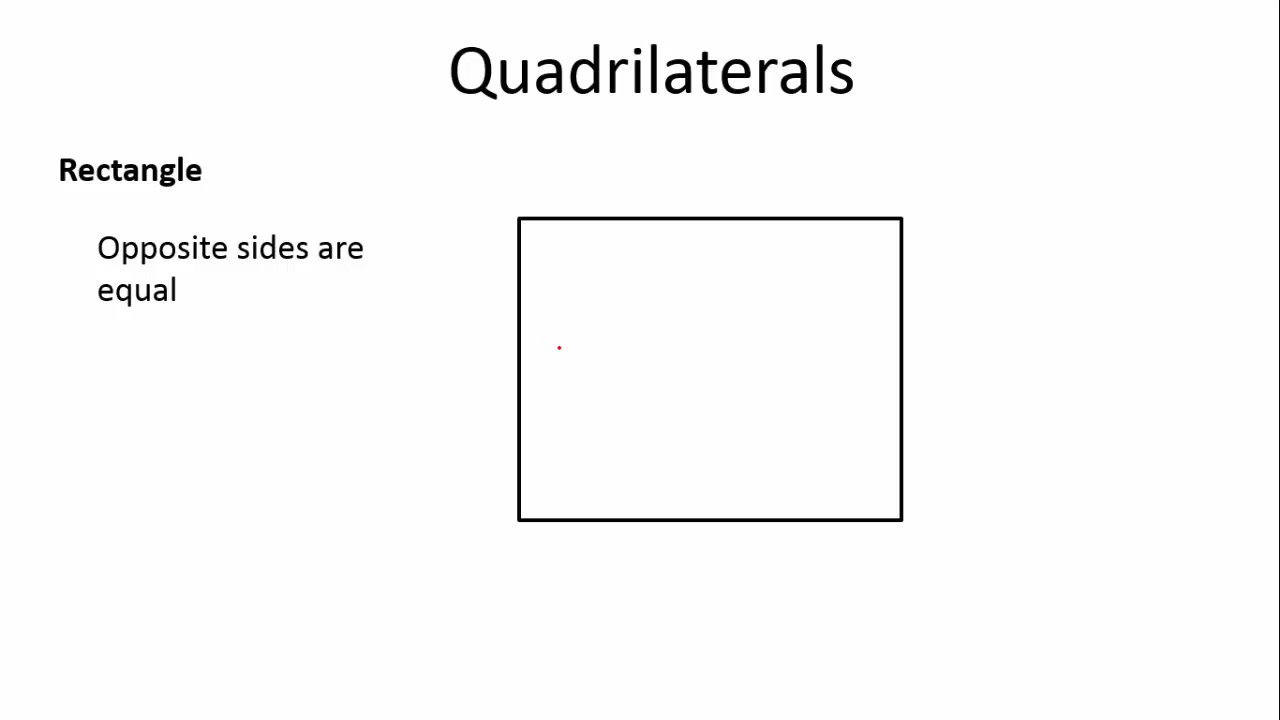 Quadrilaterals
Rectangle
Opposite sides are
equal